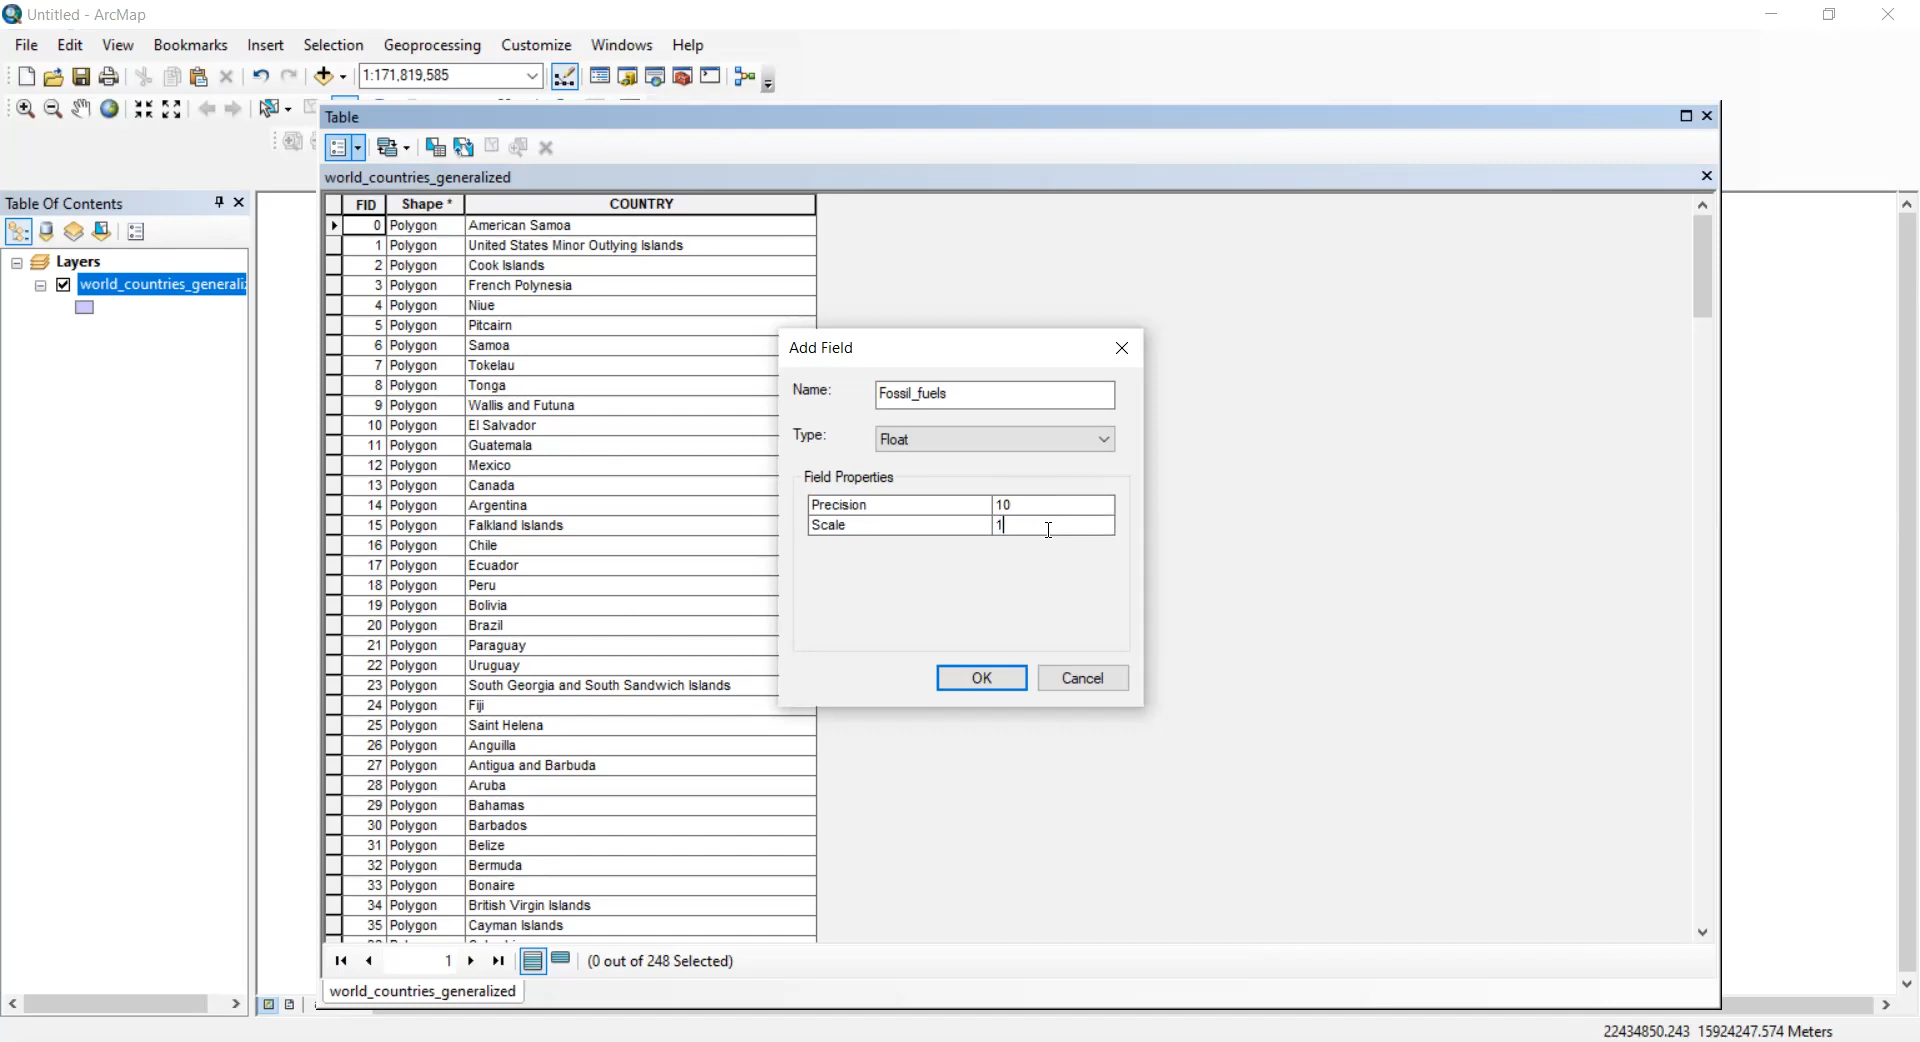 Untitled - ArcMap
File Edit View Bookmarks Insert Selection Geoprocessing Customize Windows Help
1:171,819,585
Table
world_countries_generalized
Table Of Contents
Layers
world_countries_generali
FID Shape * COUNTRY
0 Polygon American Samoa
1 Polygon United States Minor Outlying Islands
2 Polygon Cook Islands
3 Polygon French Polynesia
4 Polygon Niue
5 Polygon Pitcairn
6 Polygon Samoa
7 Polygon Tokelau
8 Polygon Tonga
9 Polygon Wallis and Futuna
10 Polygon El Salvador
11 Polygon Guatemala
12 Polygon Mexico
13 Polygon Canada
14 Polygon Argentina
15 Polygon Falkland Islands
16 Polygon Chile
17 Polygon Ecuador
18 Polygon Peru
19 Polygon Bolivia
20 Polygon Brazil
21 Polygon Paraguay
22 Polygon Uruguay
23 Polygon South Georgia and South Sandwich Islands
24 Polygon Fiji
25 Polygon Saint Helena
26 Polygon Anguilla
27 Polygon Antigua and Barbuda
28 Polygon Aruba
29 Polygon Bahamas
30 Polygon Barbados
31 Polygon Belize
32 Polygon Bermuda
33 Polygon Bonaire
34 Polygon British Virgin Islands
35 Polygon Cayman Islands
Add Field
Name: Fossil_fuels
Type: Float
Field Properties
Precision 10
Scale 1
OK Cancel
1 (0 out of 248 Selected)
world_countries_generalized
22434850.243 15924247.574 Meters